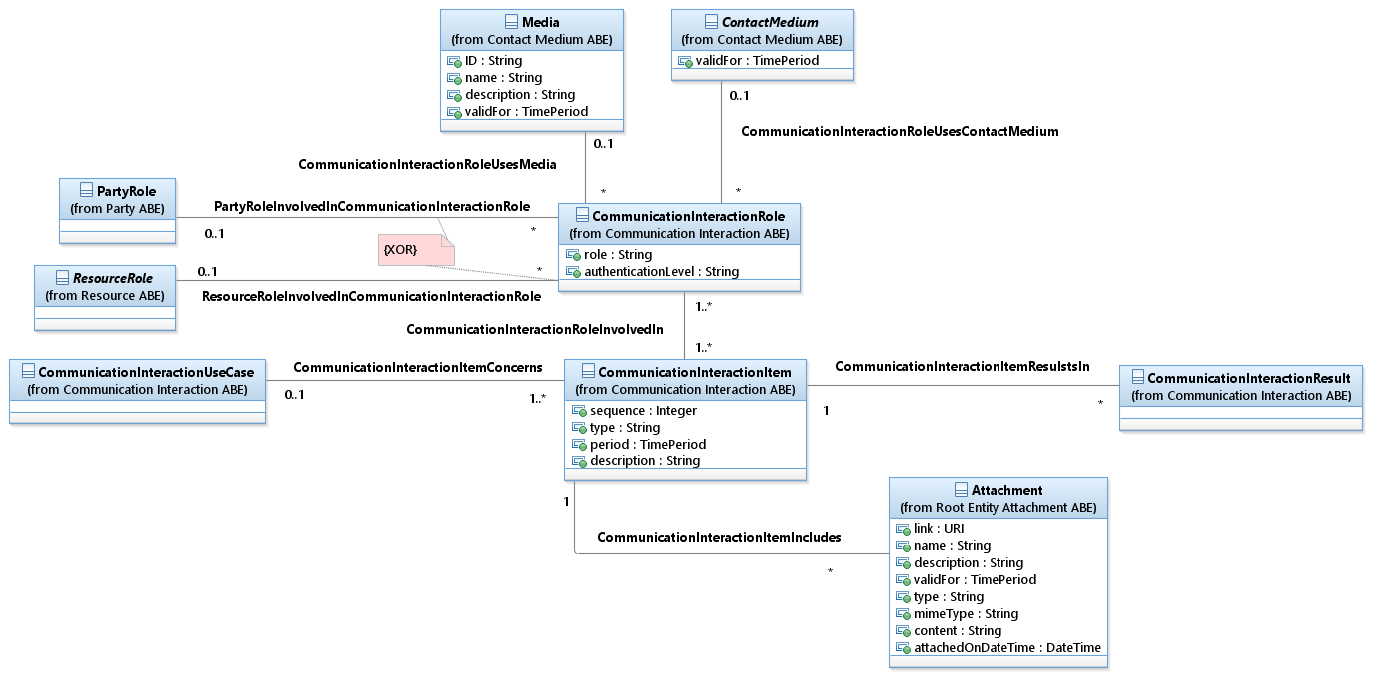 Media
(from Contact Medium ABE)
ID : String
name : String
description : String
validFor : TimePeriod
ContactMedium
(from Contact Medium ABE)
validFor : TimePeriod
0..1
CommunicationInteractionRoleUsesContactMedium
0..1
CommunicationInteractionRoleUsesMedia
*
*
PartyRole
(from Party ABE)
PartyRoleInvolvedInCommunicationInteractionRole
0..1
*
{XOR}
CommunicationInteractionRole
(from Communication Interaction ABE)
role : String
authenticationLevel : String
ResourceRole
(from Resource ABE)
0..1
*
ResourceRoleInvolvedInCommunicationInteractionRole
1..*
CommunicationInteractionRoleInvolvedIn
1..*
CommunicationInteractionUseCase
(from Communication Interaction ABE)
CommunicationInteractionItemConcerns
0..1
1..*
CommunicationInteractionItem
(from Communication Interaction ABE)
sequence : Integer
type : String
period : TimePeriod
description : String
CommunicationInteractionItemResulstsIn
1
*
CommunicationInteractionResult
(from Communication Interaction ABE)
1
CommunicationInteractionItemIncludes
*
Attachment
(from Root Entity Attachment ABE)
link : URI
name : String
description : String
validFor : TimePeriod
type : String
mimeType : String
content : String
attachedOnDateTime : DateTime